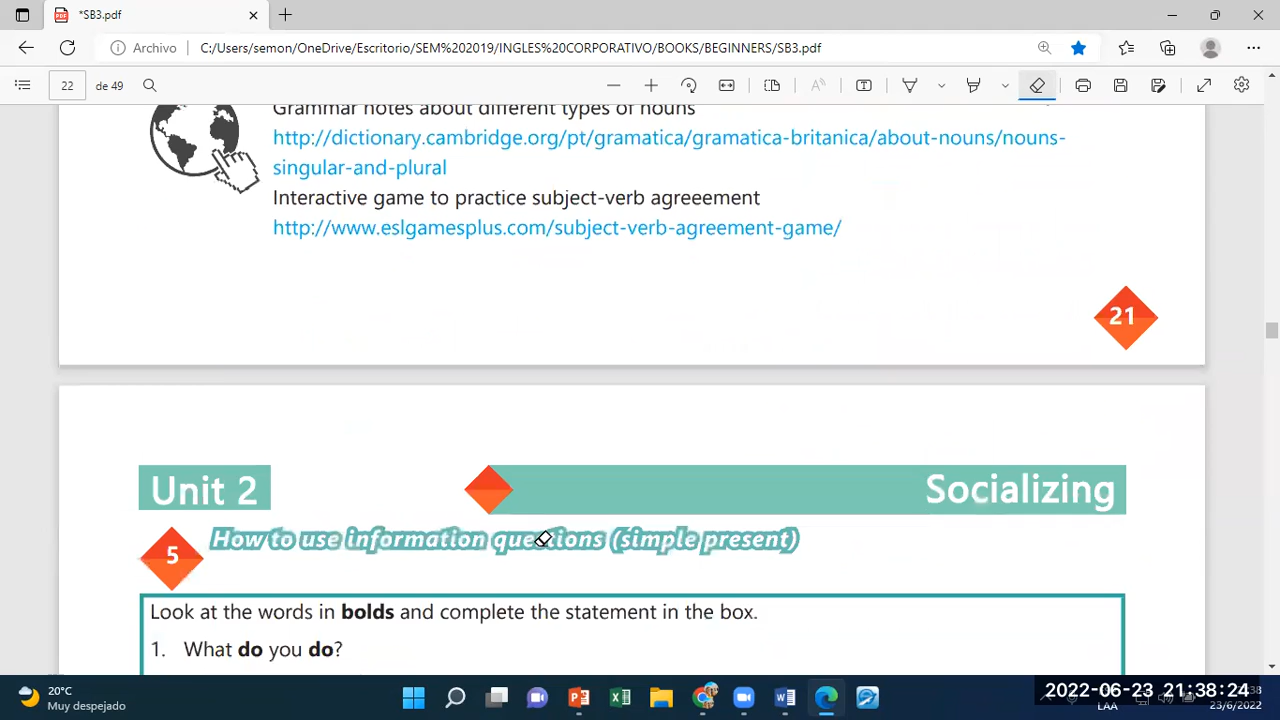 *SB3.pdf
Archivo C:/Users/semon/OneDrive/Escritorio/SEM%202019/INGLES%20CORPORATIVO/BOOKS/BEGINNERS/SB3.pdf
22 de 49
Grammar notes about different types of nouns
http://dictionary.cambridge.org/pt/gramatica/gramatica-britanica/about-nouns/nouns-
singular-and-plural
Interactive game to practice subject-verb agreeement
http://www.eslgamesplus.com/subject-verb-agreement-game/
21
Unit 2 Socializing
5 How to use information questions (simple present)
Look at the words in bolds and complete the statement in the box.
1. What do you do?
20°C
Muy despejado
2022-06-23 21:38:24
LAA 23/6/2022